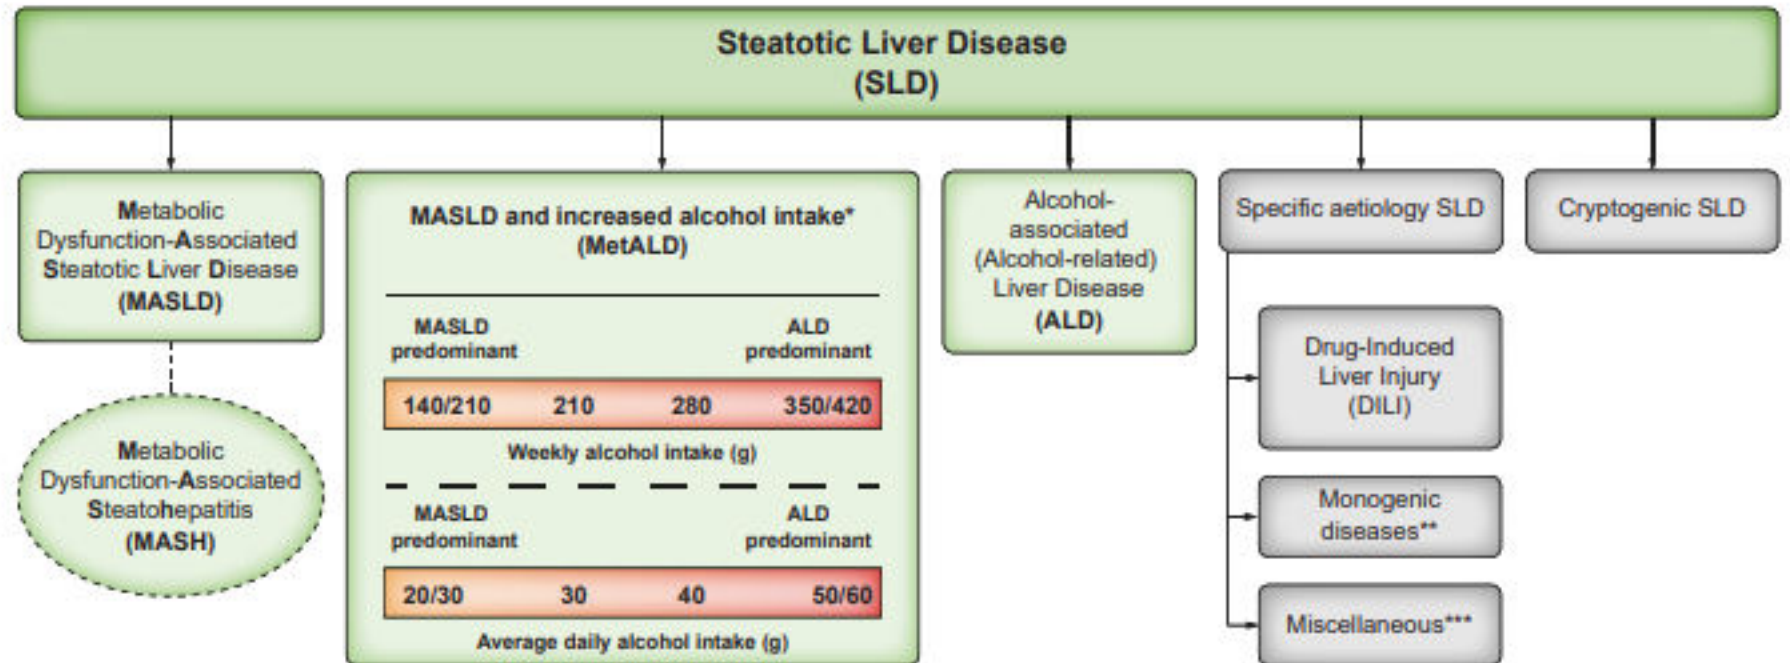 Steatotic Liver Disease
(SLD)
Metabolic
Dysfunction-Associated
Steatotic Liver Disease
(MASLD)
Metabolic
Dysfunction-Associated
Steatohepatitis
(MASH)
MASLD and increased alcohol intake*
(MetALD)
MASLD predominant ALD predominant
140/210 210 280 350/420
Weekly alcohol intake (g)
MASLD predominant ALD predominant
20/30 30 40 50/60
Average daily alcohol intake (g)
Alcohol-
associated
(Alcohol-related)
Liver Disease
(ALD)
Specific aetiology SLD
Drug-Induced
Liver Injury
(DILI)
Monogenic
diseases**
Miscellaneous***
Cryptogenic SLD